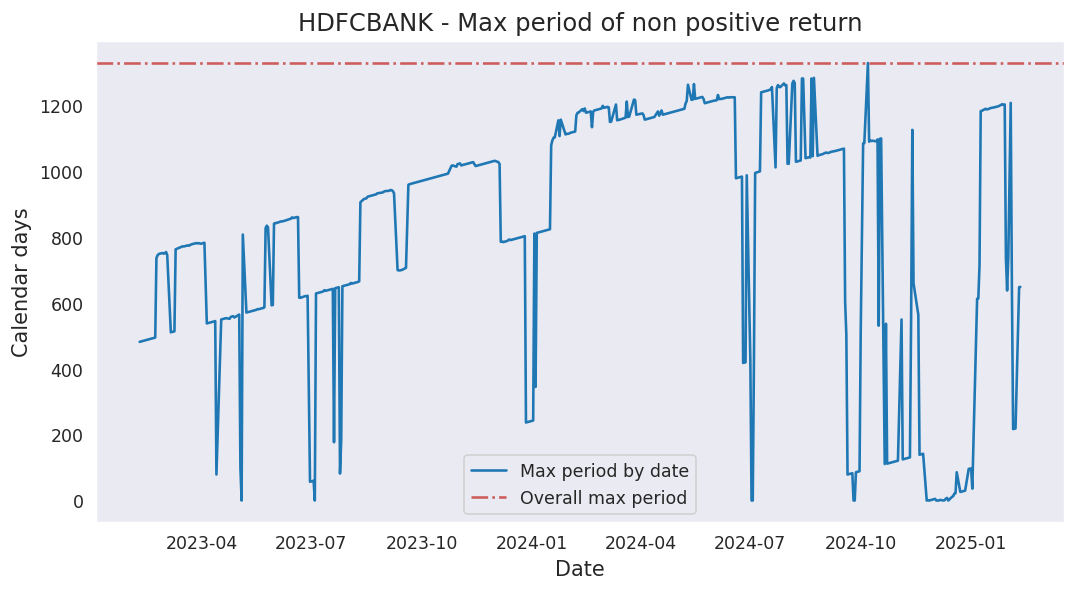 HDFCBANK - Max period of non positive return
Calendar days
1200
1000
800
600
400
200
0
Max period by date
Overall max period
2023-04 2023-07 2023-10 2024-01 2024-04 2024-07 2024-10 2025-01
Date